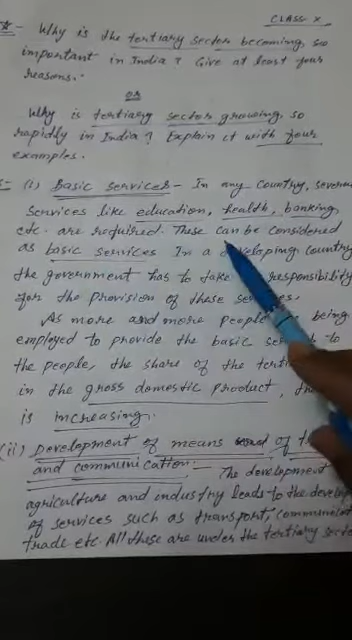 CLASS X
Why is the tertiary sector becoming so
important in India? Give at least four
reasons.
OR
Why is tertiary sector growing so
rapidly in India? Explain it with four
examples.
(i) Basic services - In any country, several
services like education, health, banking
etc. are required. These can be considered
as basic services In a developing country
the government has to take responsibility
for the provision of these services.
As more and more people being
employed to provide the basic to
the people, the share of the
in the gross domestic product,
is increasing.
(ii) Development of means of
and communication - The development
agriculture and industry leads to the
of services such as transport,
trade etc. All these are under the tertiary